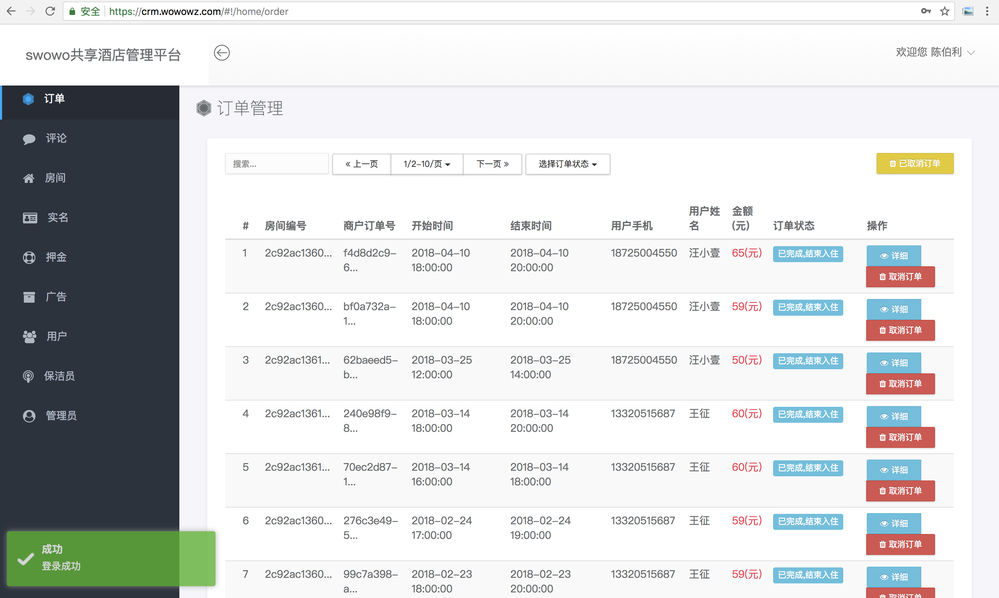 安全 https://crm.wowowz.com/#!/home/order
swowo共享酒店管理平台
欢迎您 陈伯利
订单
评论
房间
实名
押金
广告
用户
保洁员
管理员
订单管理
搜索...
« 上一页 1/2-10/页 下一页 » 选择订单状态
已取消订单
# 房间编号 商户订单号 开始时间 结束时间 用户手机 用户姓名 金额(元) 订单状态 操作
1 2c92ac1360... f4d8d2c9-6... 2018-04-10 18:00:00 2018-04-10 20:00:00 18725004550 汪小壹 65(元) 已完成,结束入住 详细 取消订单
2 2c92ac1360... bf0a732a-1... 2018-04-10 18:00:00 2018-04-10 20:00:00 18725004550 汪小壹 59(元) 已完成,结束入住 详细 取消订单
3 2c92ac1361... 62baeed5-b... 2018-03-25 12:00:00 2018-03-25 14:00:00 18725004550 汪小壹 50(元) 已完成,结束入住 详细 取消订单
4 2c92ac1361... 240e98f9-8... 2018-03-14 18:00:00 2018-03-14 20:00:00 13320515687 王征 60(元) 已完成,结束入住 详细 取消订单
5 2c92ac1361... 70ec2d87-1... 2018-03-14 16:00:00 2018-03-14 18:00:00 13320515687 王征 60(元) 已完成,结束入住 详细 取消订单
6 2c92ac1360... 276c3e49-5... 2018-02-24 17:00:00 2018-02-24 19:00:00 13320515687 王征 59(元) 已完成,结束入住 详细 取消订单
7 2c92ac1360... 99c7a398-a... 2018-02-23 18:00:00 2018-02-23 20:00:00 13320515687 王征 59(元) 已完成,结束入住 详细 取消订单
成功
登录成功